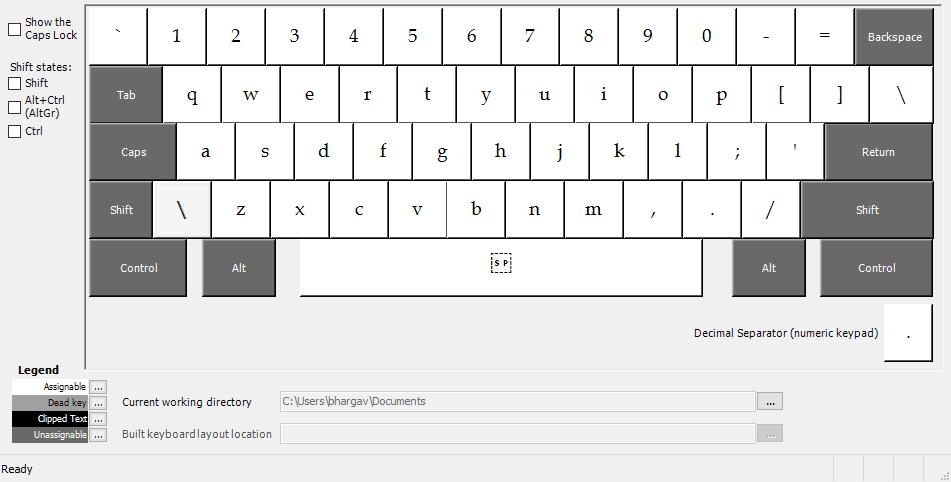 Show the
Caps Lock
Shift states:
Shift
Alt+Ctrl
(AltGr)
Ctrl
` 1 2 3 4 5 6 7 8 9 0 - = Backspace
Tab q w e r t y u i o p [ ] \
Caps a s d f g h j k l ; ' Return
Shift \ z x c v b n m , . / Shift
Control Alt SP Alt Control
Decimal Separator (numeric keypad) .
Legend
Assignable ...
Dead key ...
Clipped Text ...
Unassignable ...
Current working directory C:\Users\bhargav\Documents ...
Built keyboard layout location ...
Ready